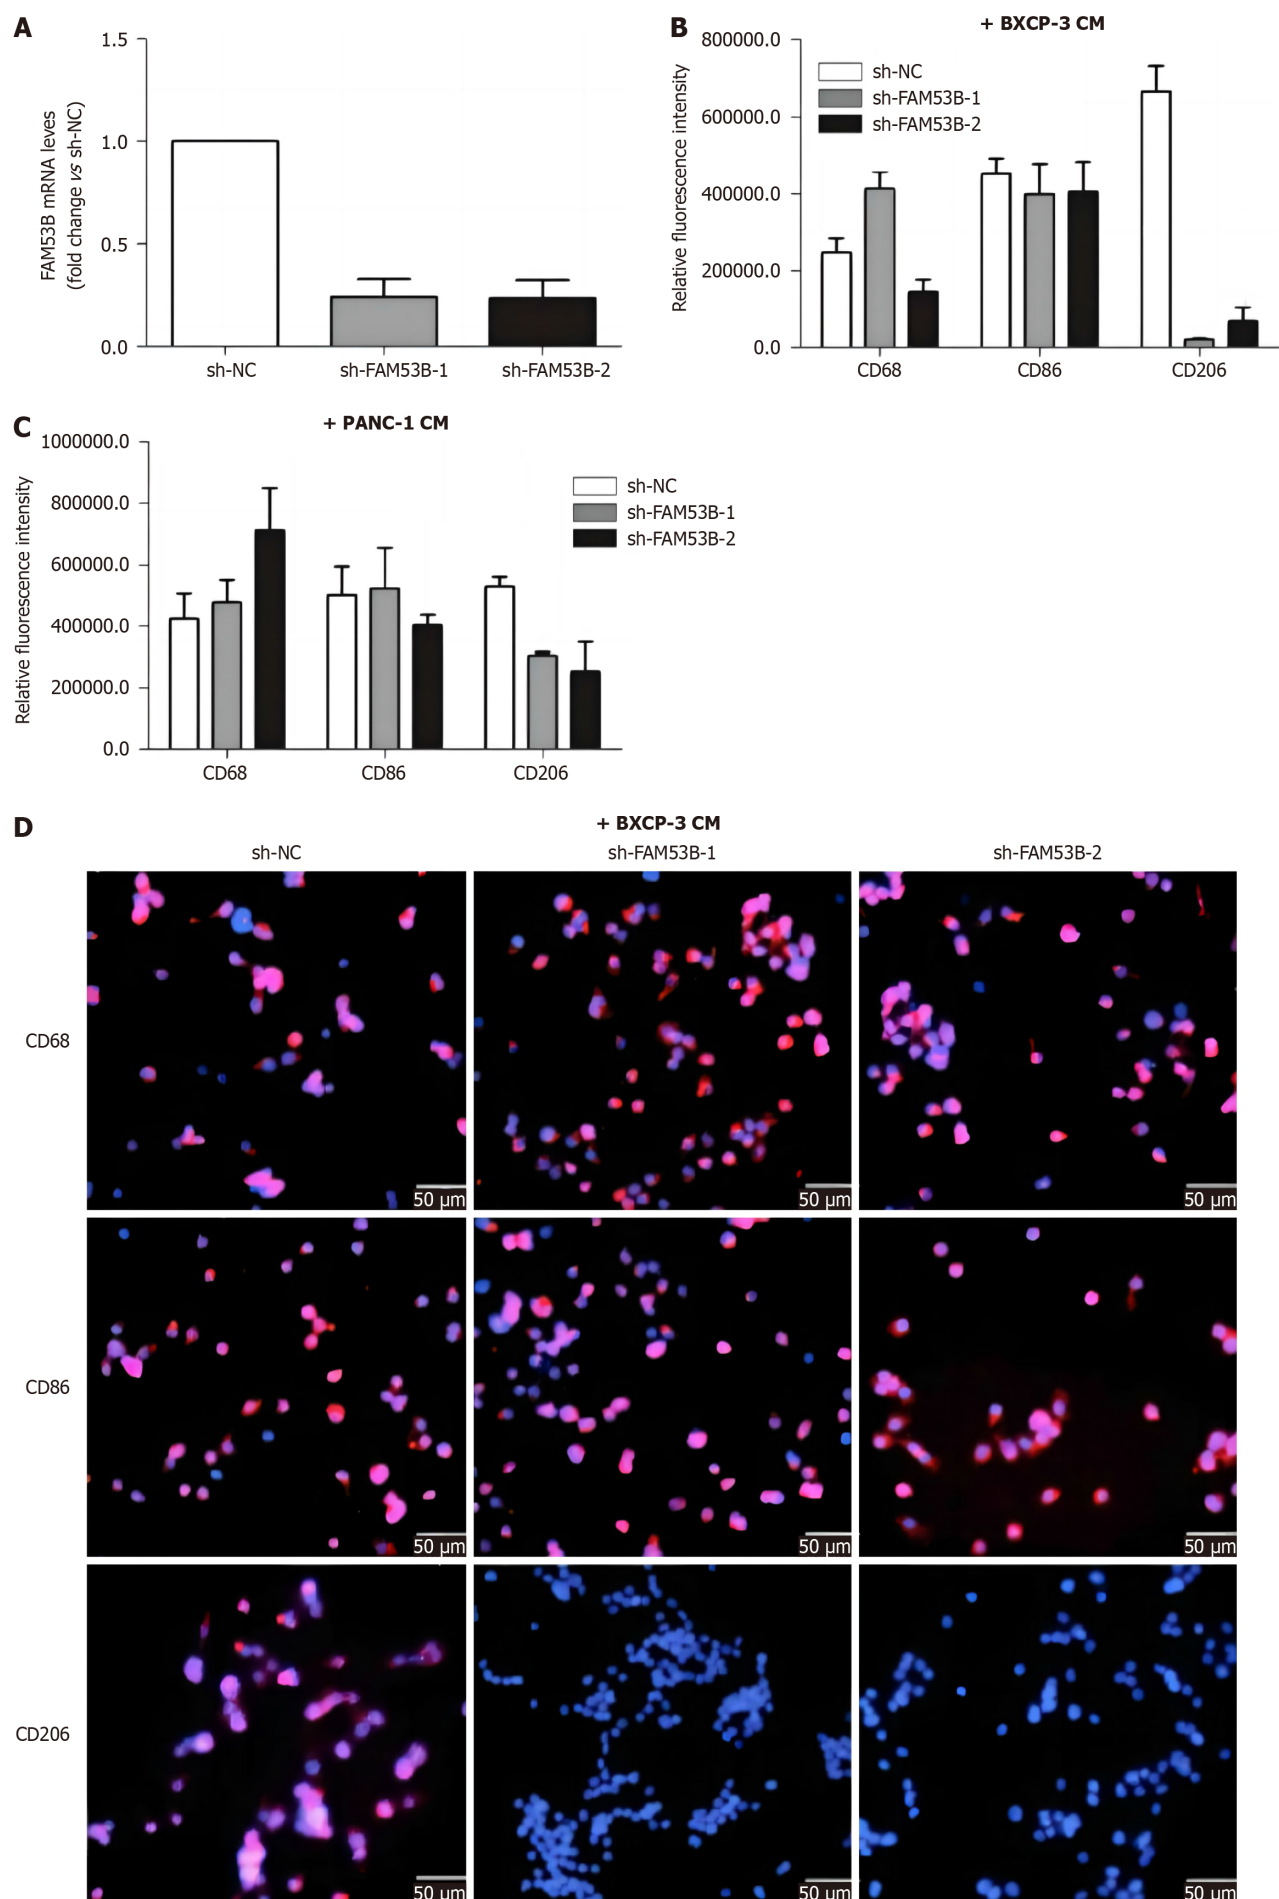 A
FAM53B mRNA leves
(fold change vs sh-NC)
1.5
1.0
0.5
0.0
sh-NC
sh-FAM53B-1
sh-FAM53B-2
B
+ BXCP-3 CM
Relative fluorescence intensity
800000.0
600000.0
400000.0
200000.0
0.0
sh-NC
sh-FAM53B-1
sh-FAM53B-2
CD68
CD86
CD206
C
+ PANC-1 CM
Relative fluorescence intensity
1000000.0
800000.0
600000.0
400000.0
200000.0
0.0
sh-NC
sh-FAM53B-1
sh-FAM53B-2
CD68
CD86
CD206
D
+ BXCP-3 CM
sh-NC
sh-FAM53B-1
sh-FAM53B-2
CD68
50 µm
50 µm
50 µm
CD86
50 µm
50 µm
50 µm
CD206
50 µm
50 µm
50 µm